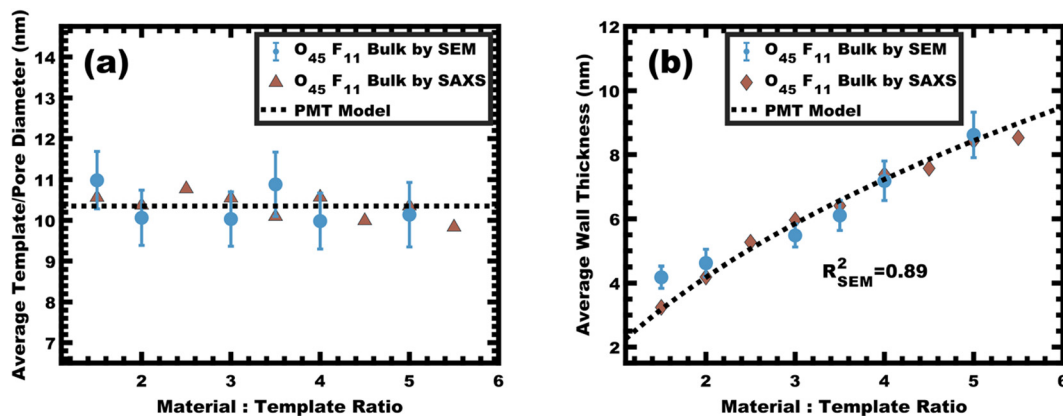 (a)
O45 F11 Bulk by SEM
O45 F11 Bulk by SAXS
PMT Model
Average Template/Pore Diameter (nm)
14
13
12
11
10
9
8
7
2
3
4
5
6
Material : Template Ratio
(b)
O45 F11 Bulk by SEM
O45 F11 Bulk by SAXS
PMT Model
Average Wall Thickness (nm)
12
10
8
6
4
2
R²SEM=0.89
2
3
4
5
6
Material : Template Ratio